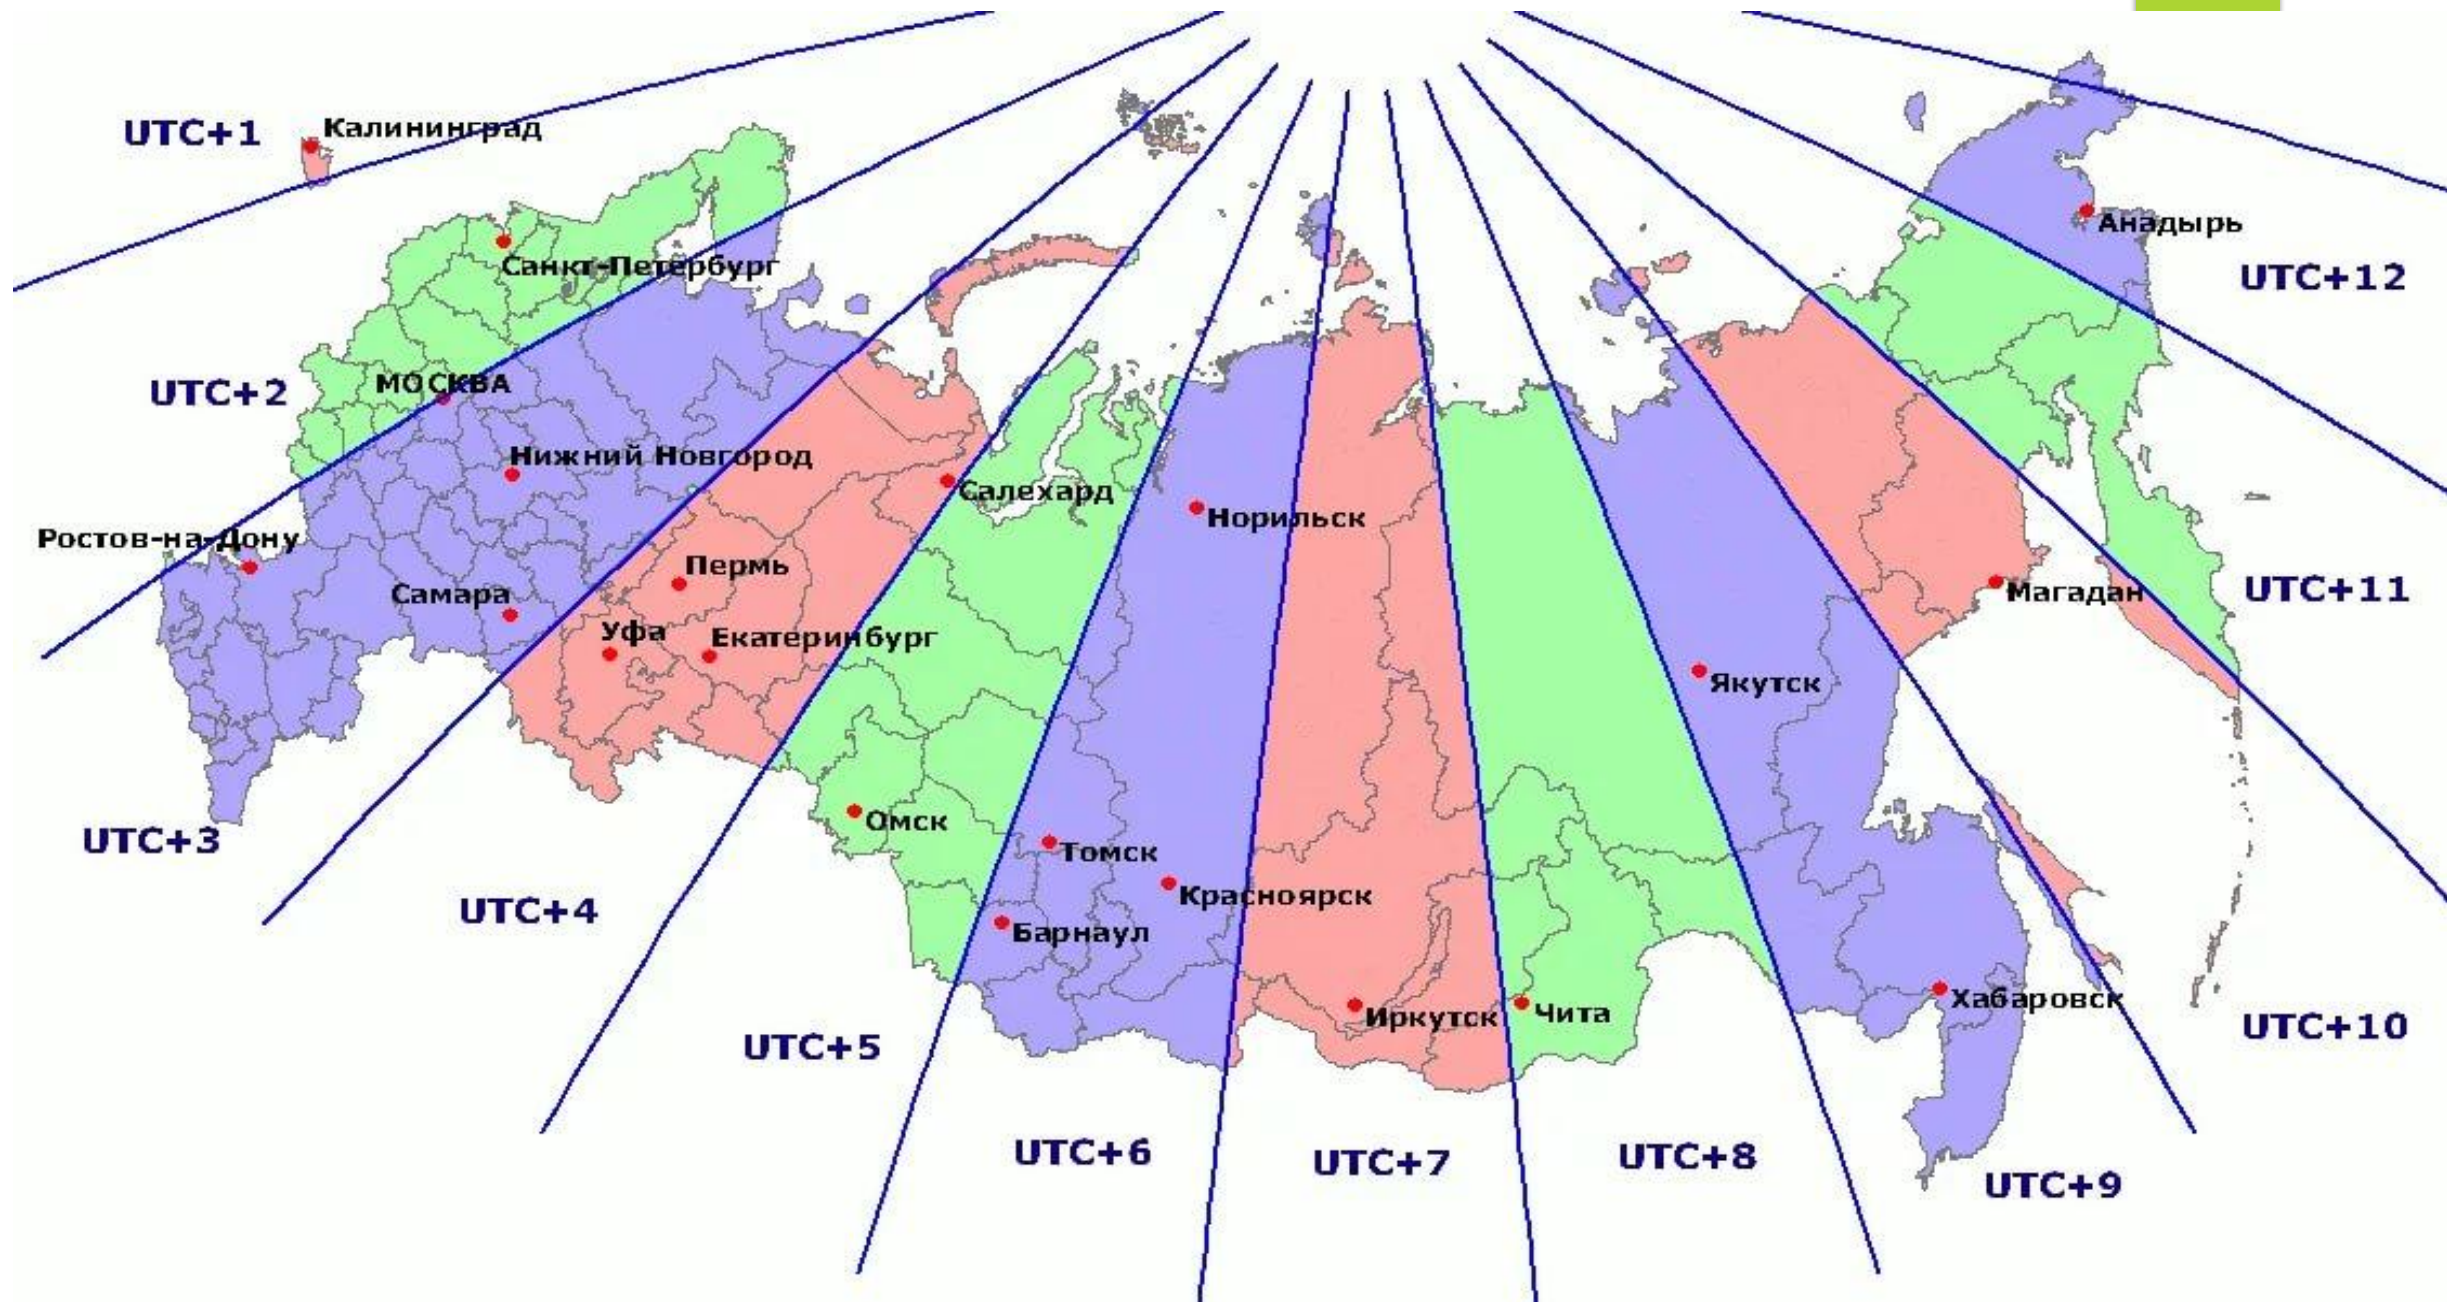 UTC+1
Калининград
Анадырь
Санкт-Петербург
UTC+12
МОСКВА
UTC+2
Нижний Новгород
Салехард
Норильск
Ростов-на-Дону
Пермь
Самара
Магадан
UTC+11
Уфа
Екатеринбург
Якутск
UTC+3
Омск
Томск
Красноярск
UTC+4
Барнаул
Хабаровск
Чита
Иркутск
UTC+10
UTC+5
UTC+6
UTC+7
UTC+8
UTC+9